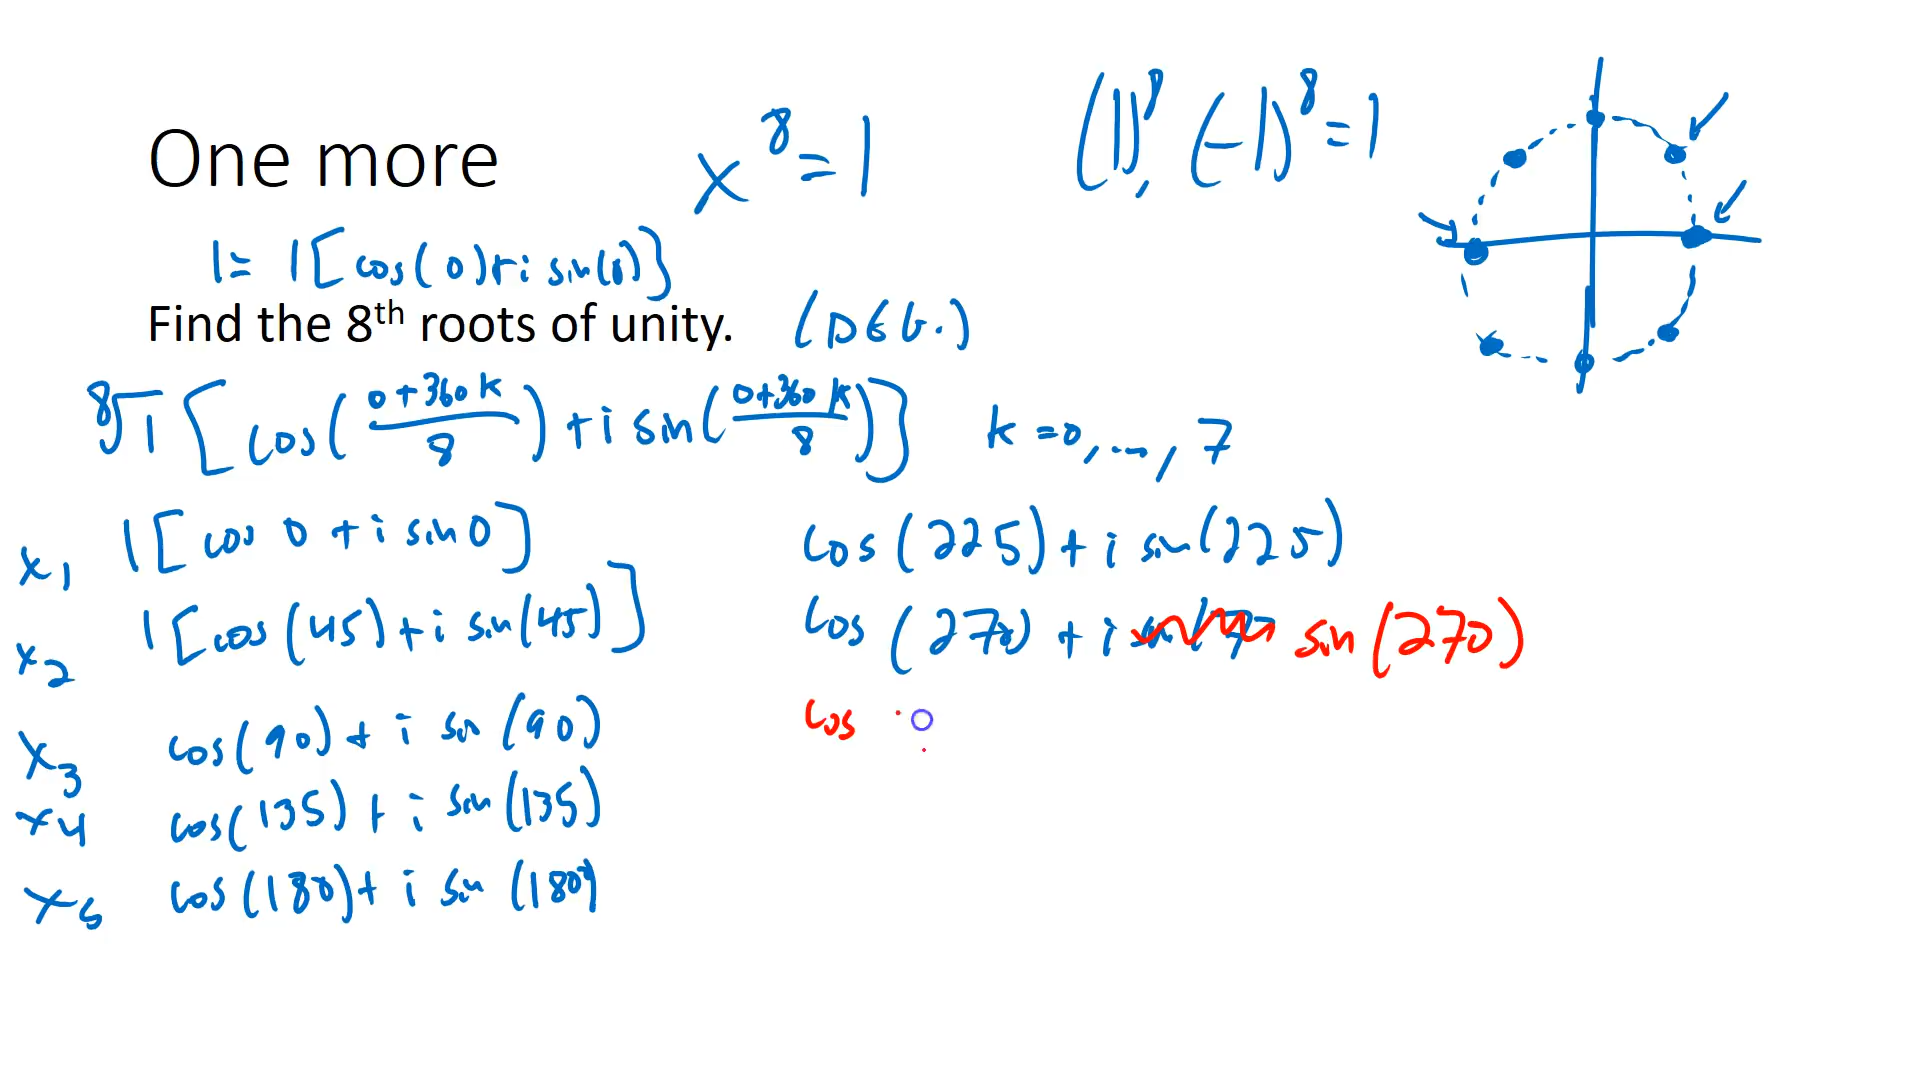 One more
x⁸ = 1
(1)⁸, (-1)⁸ = 1
1 = 1[cos(0) + i sin(0)]
Find the 8th roots of unity.
(DEG.)
⁸√1 [cos((0+360k)/8) + i sin((0+360k)/8)] k = 0, ..., 7
x₁ 1[cos 0 + i sin 0]
x₂ 1[cos(45) + i sin(45)]
x₃ cos(90) + i sin(90)
x₄ cos(135) + i sin(135)
x₅ cos(180) + i sin(180)
cos(225) + i sin(225)
cos(270) + i sin(270)
cos